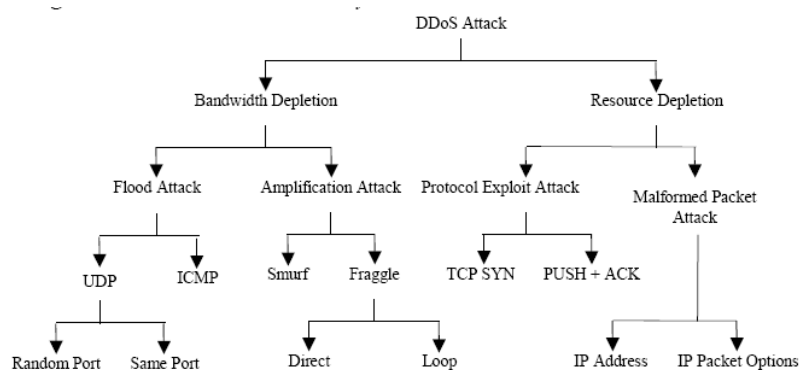 DDoS Attack
Bandwidth Depletion
Resource Depletion
Flood Attack
Amplification Attack
Protocol Exploit Attack
Malformed Packet
Attack
UDP
ICMP
Smurf
Fraggle
TCP SYN
PUSH + ACK
Random Port
Same Port
Direct
Loop
IP Address
IP Packet Options